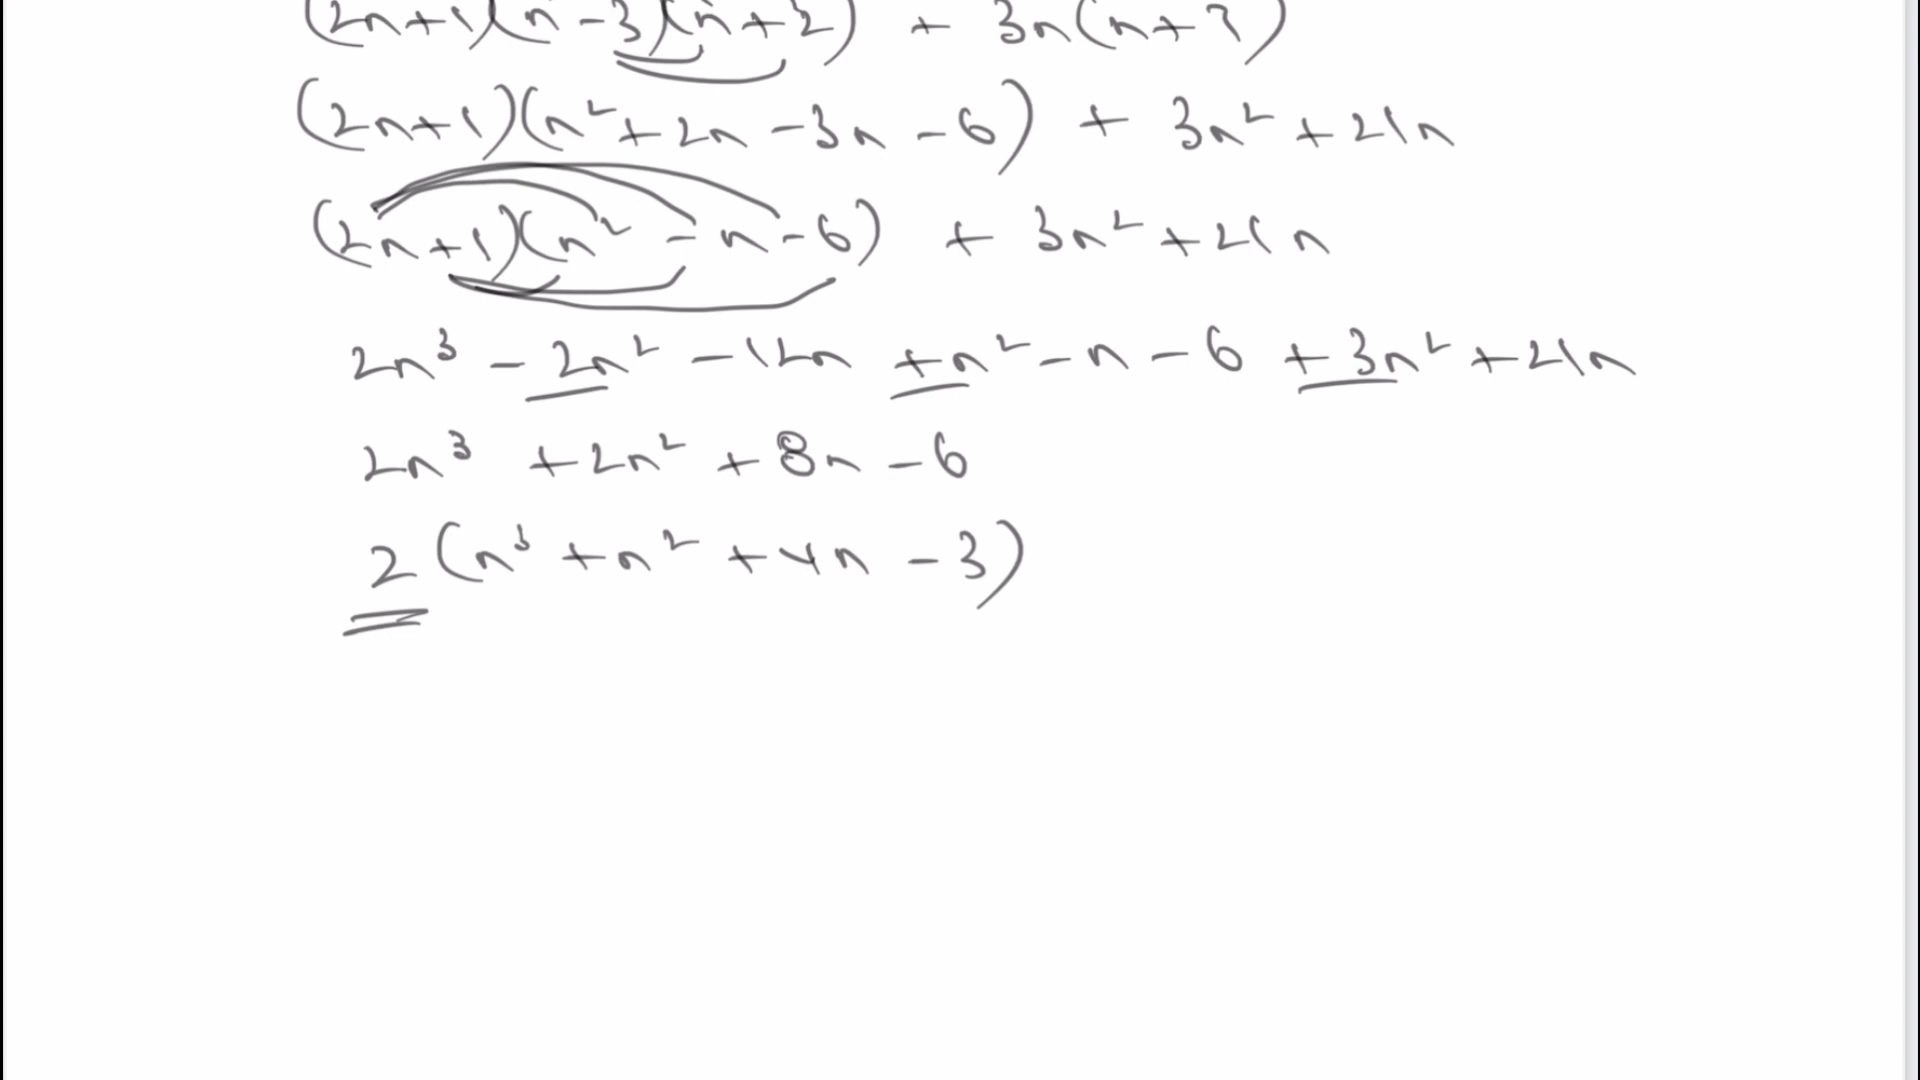 (2n+1)(n-3)(n+2) + 3n(n+7)
(2n+1)(n²+2n-3n-6) + 3n²+21n
(2n+1)(n²-n-6) + 3n²+21n
2n³ - 2n² - 12n + n² - n - 6 + 3n² + 21n
2n³ + 2n² + 8n - 6
2(n³ + n² + 4n - 3)